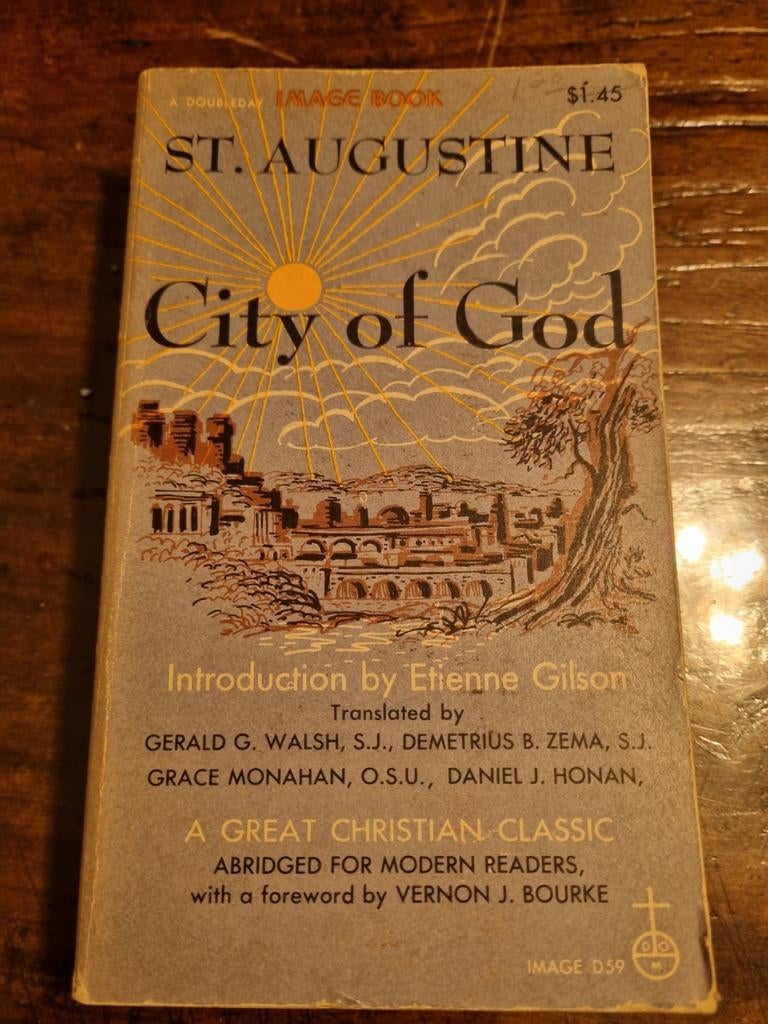 A DOUBLEDAY IMAGE BOOK $1.45
ST. AUGUSTINE
City of God
Introduction by Etienne Gilson
Translated by
GERALD G. WALSH, S.J., DEMETRIUS B. ZEMA, S.J.
GRACE MONAHAN, O.S.U., DANIEL J. HONAN,
A GREAT CHRISTIAN CLASSIC
ABRIDGED FOR MODERN READERS,
with a foreword by VERNON J. BOURKE
IMAGE D59
D O M